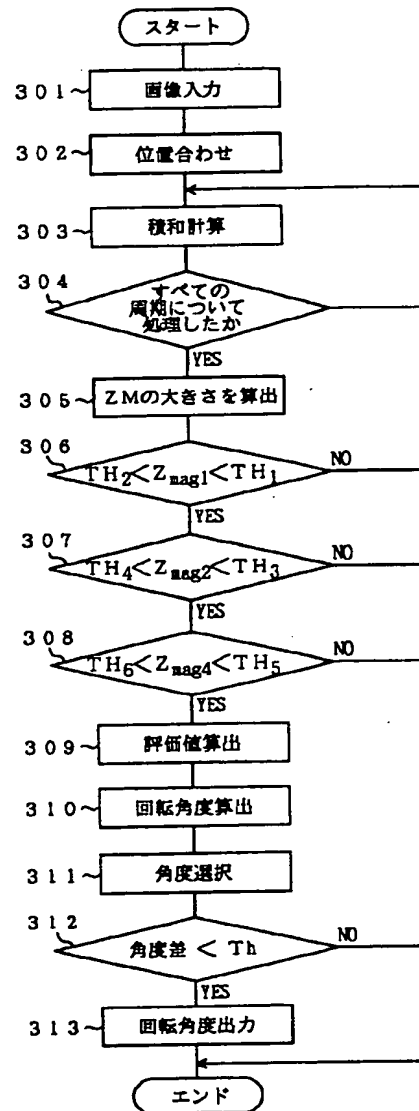 スタート
301
画像入力
302
位置合わせ
303
積和計算
304
すべての
周期について
処理したか
YES
305
ZMの大きさを算出
306
TH2<Zmag1<TH1
NO
YES
307
TH4<Zmag2<TH3
NO
YES
308
TH6<Zmag4<TH5
NO
YES
309
評価値算出
310
回転角度算出
311
角度選択
312
角度差 < Th
NO
YES
313
回転角度出力
エンド